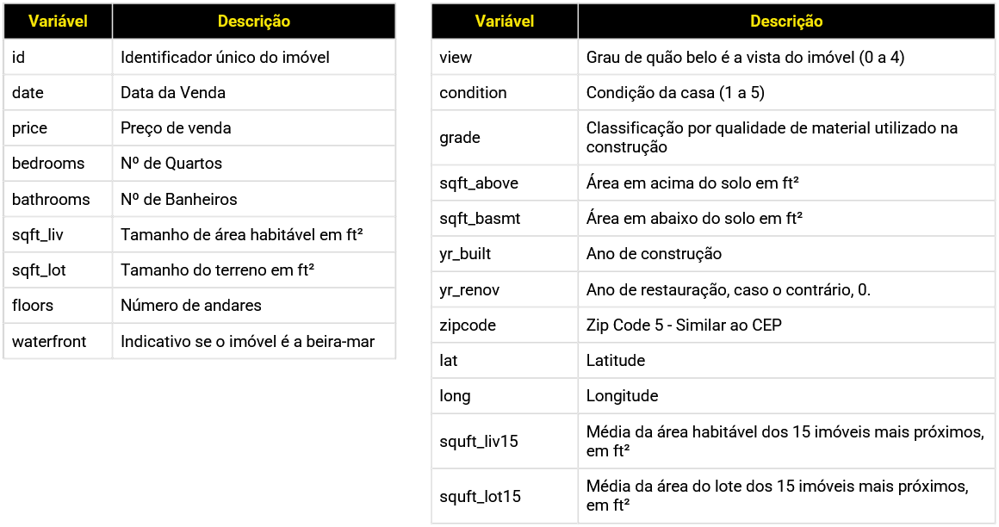 Variável Descrição
id Identificador único do imóvel
date Data da Venda
price Preço de venda
bedrooms Nº de Quartos
bathrooms Nº de Banheiros
sqft_liv Tamanho de área habitável em ft²
sqft_lot Tamanho do terreno em ft²
floors Número de andares
waterfront Indicativo se o imóvel é a beira-mar
Variável Descrição
view Grau de quão belo é a vista do imóvel (0 a 4)
condition Condição da casa (1 a 5)
grade Classificação por qualidade de material utilizado na
construção
sqft_above Área em acima do solo em ft²
sqft_basmt Área em abaixo do solo em ft²
yr_built Ano de construção
yr_renov Ano de restauração, caso o contrário, 0.
zipcode Zip Code 5 - Similar ao CEP
lat Latitude
long Longitude
squft_liv15 Média da área habitável dos 15 imóveis mais próximos,
em ft²
squft_lot15 Média da área do lote dos 15 imóveis mais próximos,
em ft²